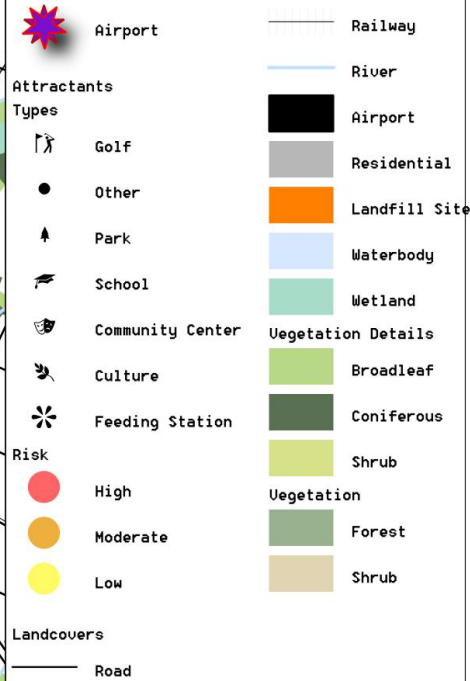 Airport
Attractants
Types
Golf
Other
Park
School
Community Center
Culture
Feeding Station
Risk
High
Moderate
Low
Landcovers
Road
Railway
River
Airport
Residential
Landfill Site
Waterbody
Wetland
Vegetation Details
Broadleaf
Coniferous
Shrub
Vegetation
Forest
Shrub